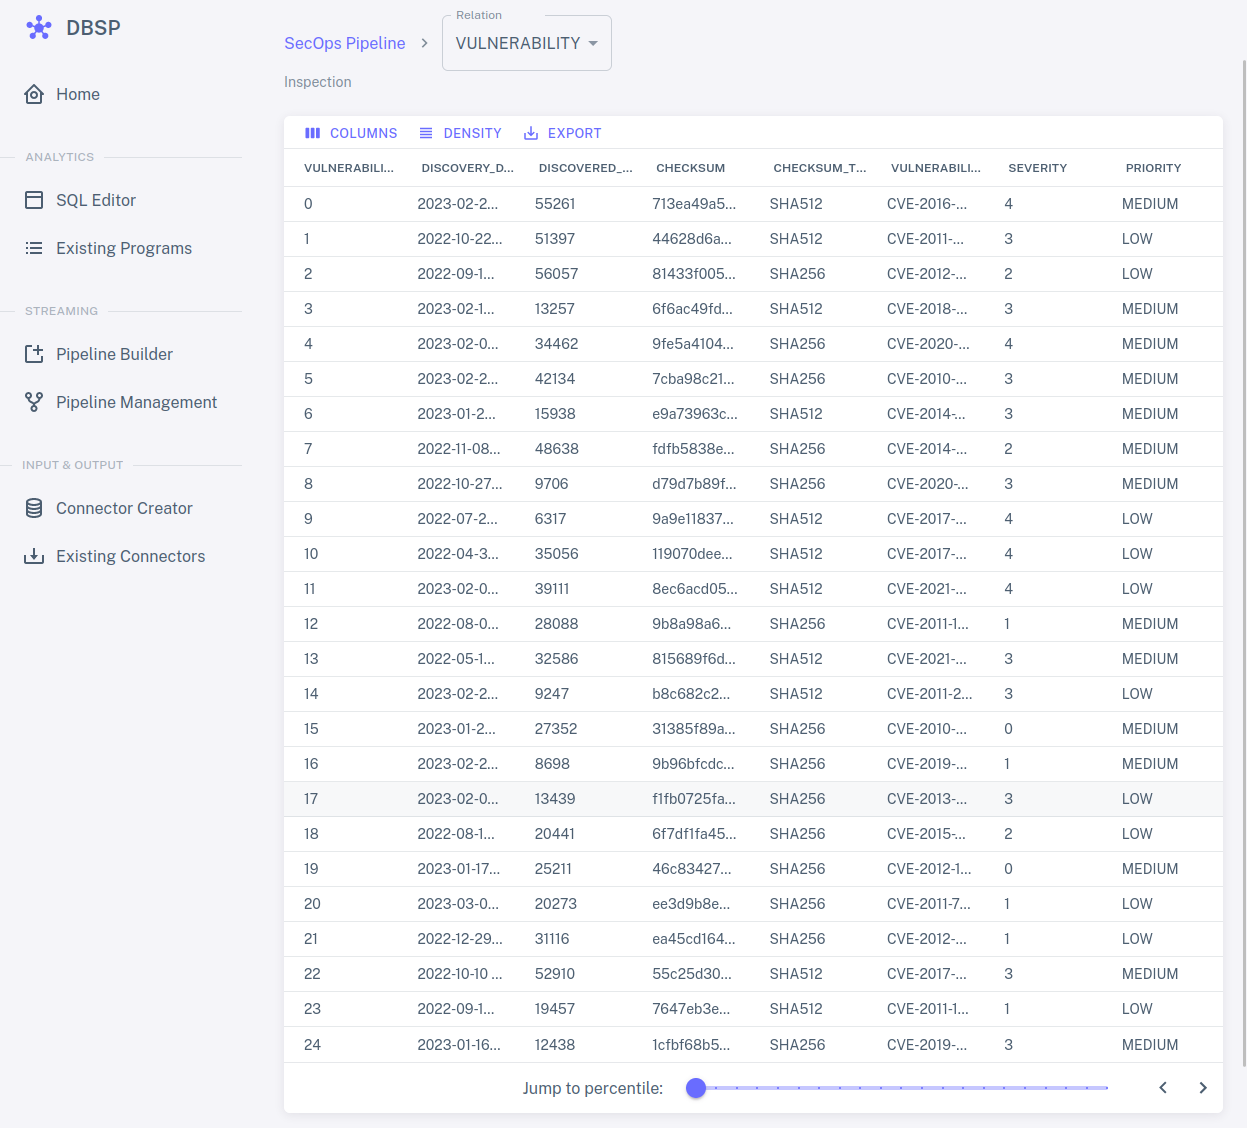 DBSP
Home
ANALYTICS
SQL Editor
Existing Programs
STREAMING
Pipeline Builder
Pipeline Management
INPUT & OUTPUT
Connector Creator
Existing Connectors
SecOps Pipeline
Relation
VULNERABILITY
Inspection
COLUMNS DENSITY EXPORT
VULNERABILI... DISCOVERY_D... DISCOVERED_... CHECKSUM CHECKSUM_T... VULNERABILI... SEVERITY PRIORITY
0 2023-02-2... 55261 713ea49a5... SHA512 CVE-2016-... 4 MEDIUM
1 2022-10-22... 51397 44628d6a... SHA512 CVE-2011-... 3 LOW
2 2022-09-1... 56057 81433f005... SHA256 CVE-2012-... 2 LOW
3 2023-02-1... 13257 6f6ac49fd... SHA512 CVE-2018-... 3 MEDIUM
4 2023-02-0... 34462 9fe5a4104... SHA256 CVE-2020-... 4 MEDIUM
5 2023-02-2... 42134 7cba98c21... SHA256 CVE-2010-... 3 MEDIUM
6 2023-01-2... 15938 e9a73963c... SHA512 CVE-2014-... 3 MEDIUM
7 2022-11-08... 48638 fdfb5838e... SHA256 CVE-2014-... 2 MEDIUM
8 2022-10-27... 9706 d79d7b89f... SHA256 CVE-2020-... 3 MEDIUM
9 2022-07-2... 6317 9a9e11837... SHA512 CVE-2017-... 4 LOW
10 2022-04-3... 35056 119070dee... SHA512 CVE-2017-... 4 LOW
11 2023-02-0... 39111 8ec6acd05... SHA512 CVE-2021-... 4 LOW
12 2022-08-0... 28088 9b8a98a6... SHA256 CVE-2011-1... 1 MEDIUM
13 2022-05-1... 32586 815689f6d... SHA512 CVE-2021-... 3 MEDIUM
14 2023-02-2... 9247 b8c682c2... SHA512 CVE-2011-2... 3 LOW
15 2023-01-2... 27352 31385f89a... SHA256 CVE-2010-... 0 MEDIUM
16 2023-02-2... 8698 9b96bfcdc... SHA256 CVE-2019-... 1 MEDIUM
17 2023-02-0... 13439 f1fb0725fa... SHA256 CVE-2013-... 3 LOW
18 2022-08-1... 20441 6f7df1fa45... SHA256 CVE-2015-... 2 LOW
19 2023-01-17... 25211 46c83427... SHA256 CVE-2012-1... 0 MEDIUM
20 2023-03-0... 20273 ee3d9b8e... SHA256 CVE-2011-7... 1 LOW
21 2022-12-29... 31116 ea45cd164... SHA256 CVE-2012-... 1 LOW
22 2022-10-10 ... 52910 55c25d30... SHA512 CVE-2017-... 3 MEDIUM
23 2022-09-1... 19457 7647eb3e... SHA512 CVE-2011-1... 1 LOW
24 2023-01-16... 12438 1cfbf68b5... SHA256 CVE-2019-... 3 MEDIUM
Jump to percentile: